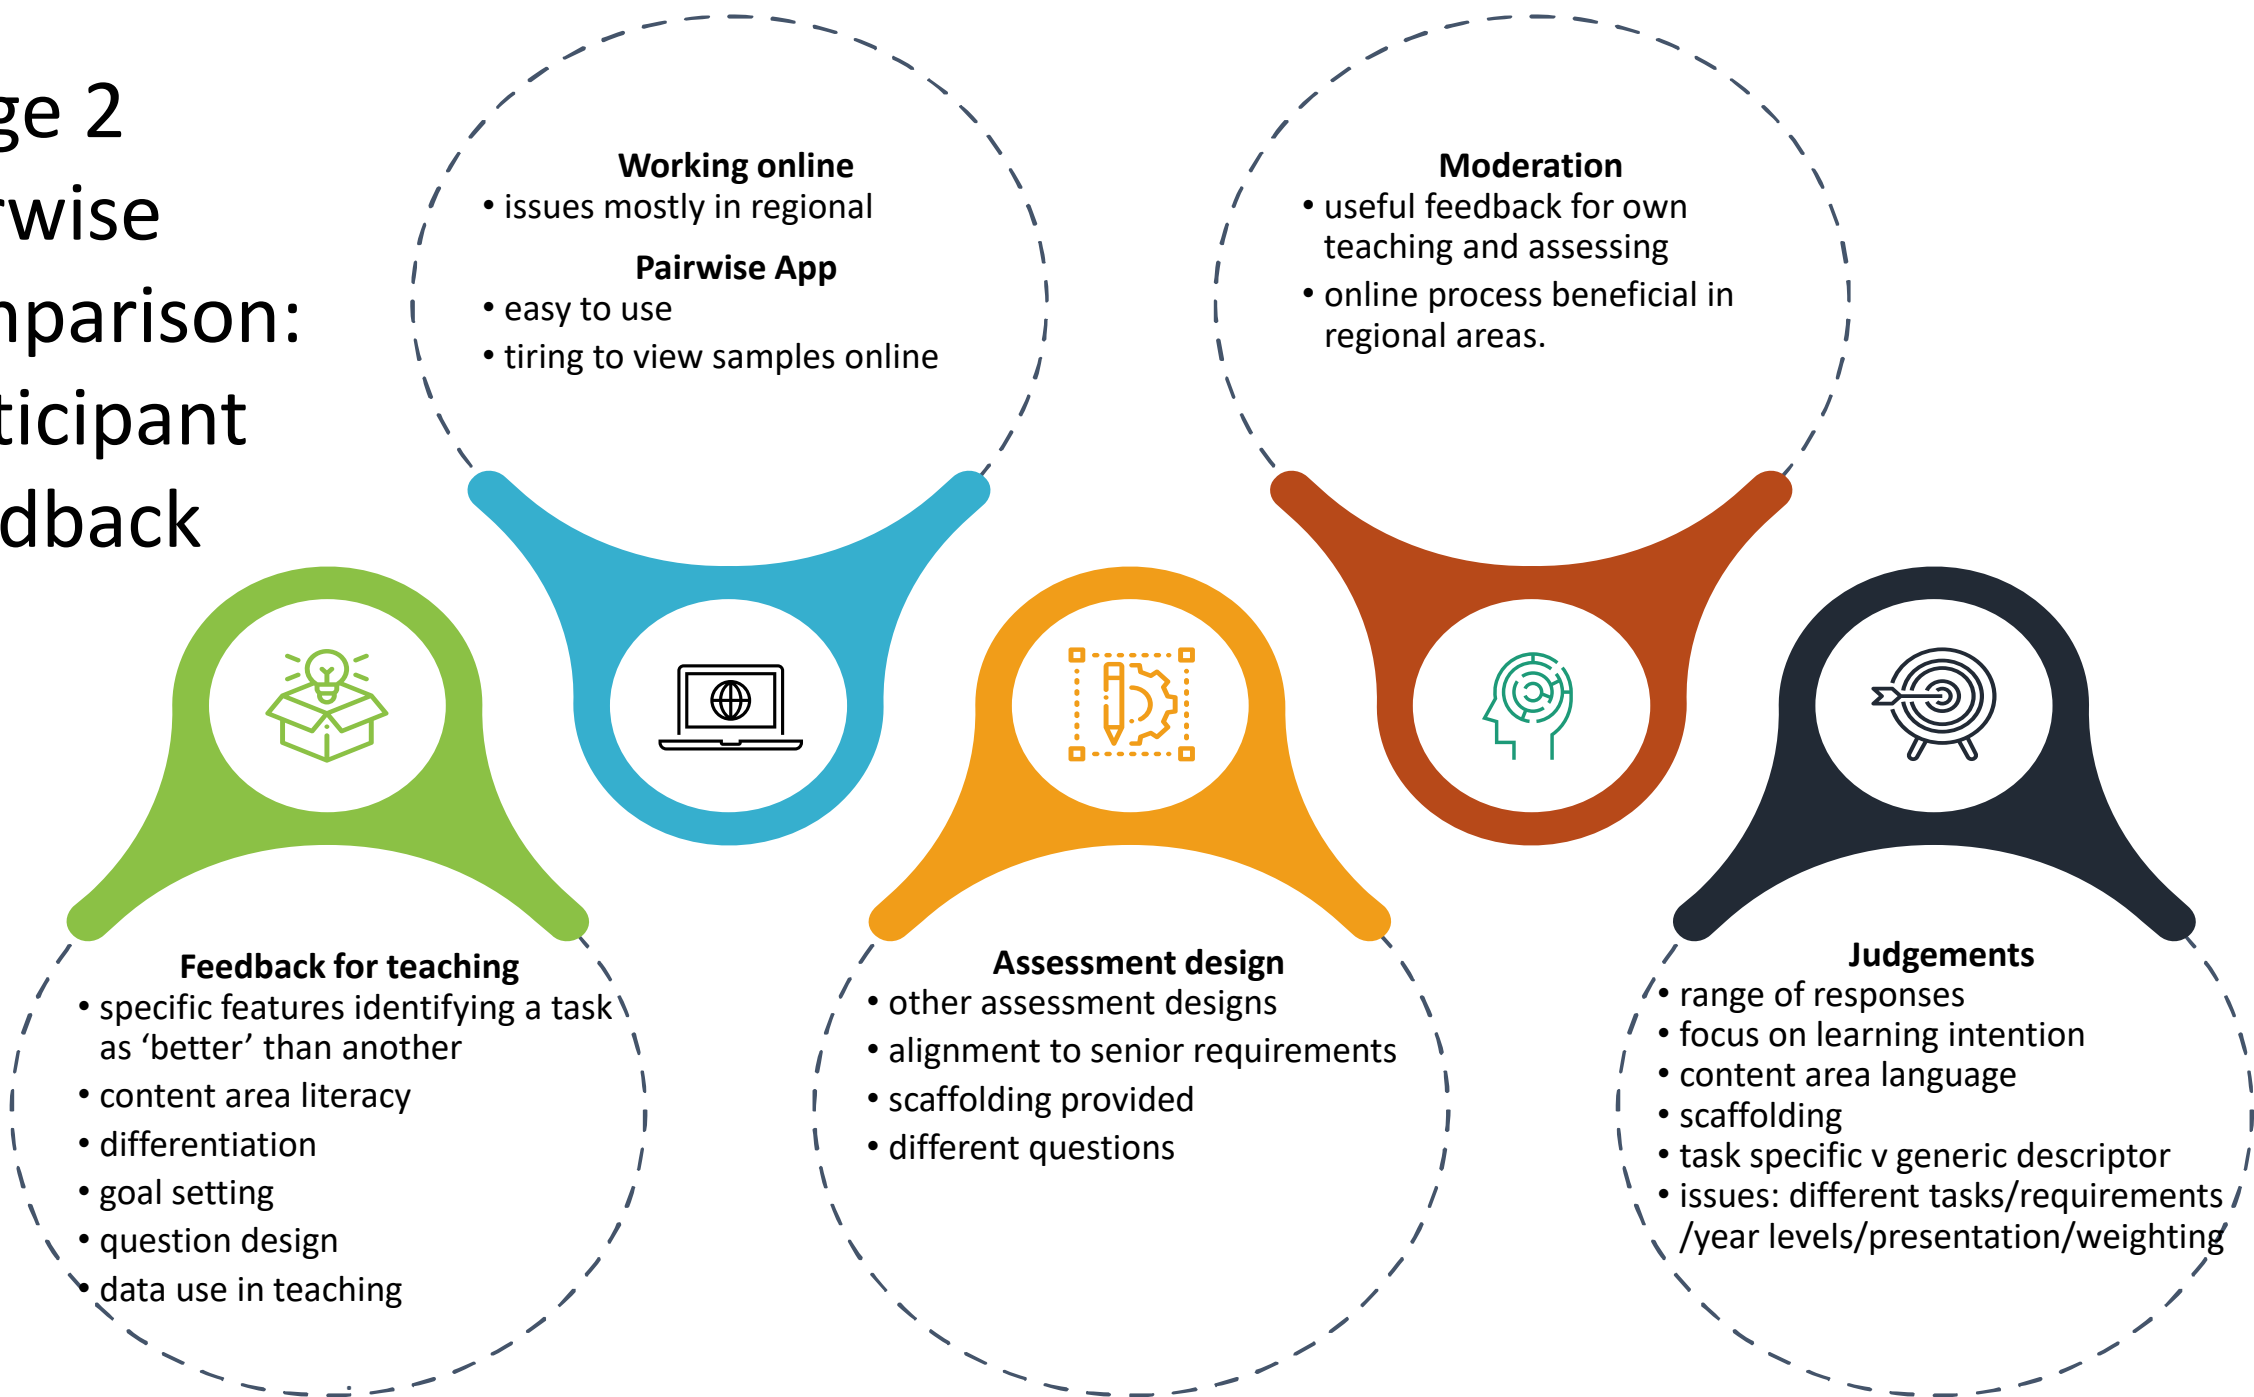 ge 2
rwise
nparison:
ticipant
dback
Working online
• issues mostly in regional
Pairwise App
• easy to use
• tiring to view samples online
Moderation
• useful feedback for own
teaching and assessing
• online process beneficial in
regional areas.
Feedback for teaching
• specific features identifying a task
as ‘better’ than another
• content area literacy
• differentiation
• goal setting
• question design
• data use in teaching
Assessment design
• other assessment designs
• alignment to senior requirements
• scaffolding provided
• different questions
Judgements
• range of responses
• focus on learning intention
• content area language
• scaffolding
• task specific v generic descriptor
• issues: different tasks/requirements
/year levels/presentation/weighting